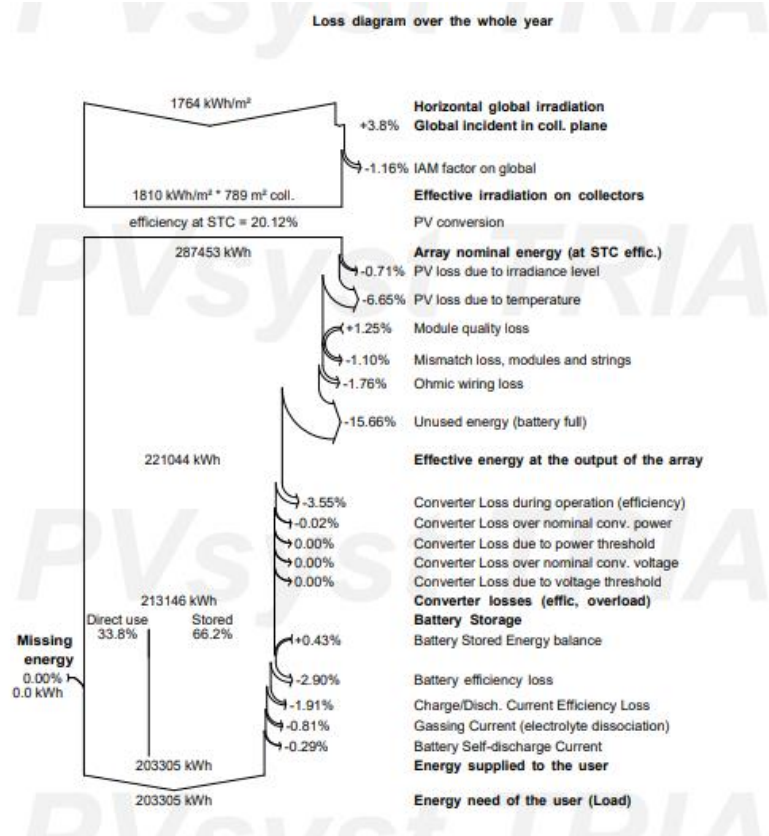 Loss diagram over the whole year
1764 kWh/m² Horizontal global irradiation
+3.8% Global incident in coll. plane
-1.16% IAM factor on global
1810 kWh/m² * 789 m² coll. Effective irradiation on collectors
efficiency at STC = 20.12% PV conversion
287453 kWh Array nominal energy (at STC effic.)
-0.71% PV loss due to irradiance level
-6.65% PV loss due to temperature
+1.25% Module quality loss
-1.10% Mismatch loss, modules and strings
-1.76% Ohmic wiring loss
-15.66% Unused energy (battery full)
221044 kWh Effective energy at the output of the array
-3.55% Converter Loss during operation (efficiency)
-0.02% Converter Loss over nominal conv. power
0.00% Converter Loss due to power threshold
0.00% Converter Loss over nominal conv. voltage
0.00% Converter Loss due to voltage threshold
213146 kWh Converter losses (effic, overload)
Direct use Stored Battery Storage
Missing 33.8% 66.2% +0.43% Battery Stored Energy balance
energy
0.00% -2.90% Battery efficiency loss
0.0 kWh
-1.91% Charge/Disch. Current Efficiency Loss
-0.81% Gassing Current (electrolyte dissociation)
-0.29% Battery Self-discharge Current
203305 kWh Energy supplied to the user
203305 kWh Energy need of the user (Load)
PVsyst TRIA
PVsyst TRIA
PVsyst TRIA
PVsyst TRIA